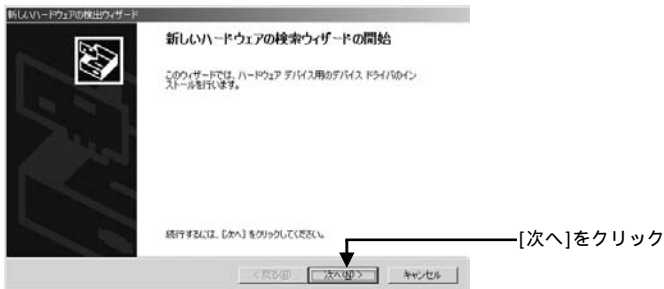 新しいハードウェアの検出ウィザード
新しいハードウェアの検索ウィザードの開始
このウィザードでは、ハードウェア デバイス用のデバイス ドライバのイン
ストールを行います。
続行するには、[次へ] をクリックしてください。
[次へ]をクリック
< 戻る(B)
次へ(N) >
キャンセル